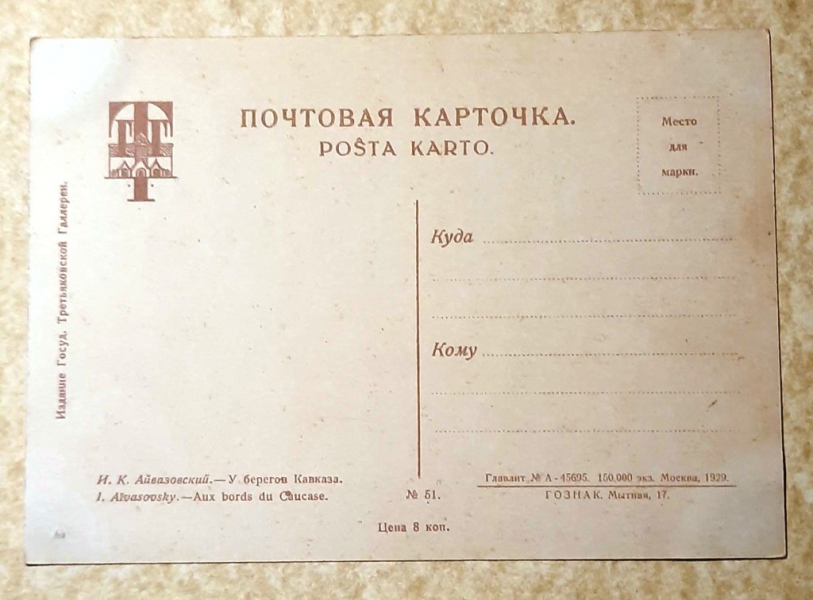 ПОЧТОВАЯ КАРТОЧКА.
POŜTA KARTO.
Место
для
марки.
Издание Госуд. Третьяковской Галлереи.
Куда
Кому
И. К. Айвазовский.—У берегов Кавказа.
I. Aïvasovsky.—Aux bords du Caucase.
№ 51.
Цена 8 коп.
Главлит № А - 45695. 150.000 экз. Москва, 1929.
ГОЗНАК. Мытная, 17.